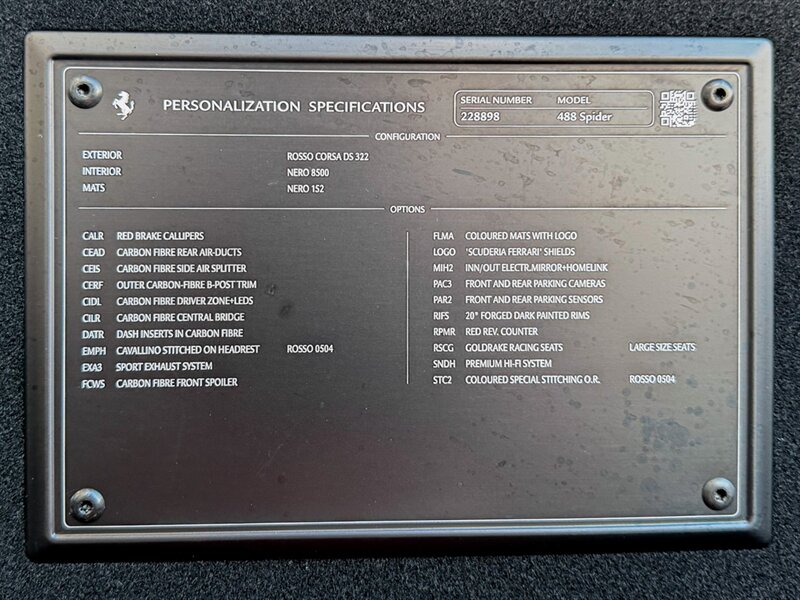 PERSONALIZATION SPECIFICATIONS
SERIAL NUMBER MODEL
228898 488 Spider
CONFIGURATION
EXTERIOR ROSSO CORSA DS 322
INTERIOR NERO 8500
MATS NERO 152
OPTIONS
CALR RED BRAKE CALLIPERS
CEAD CARBON FIBRE REAR AIR-DUCTS
CEIS CARBON FIBRE SIDE AIR SPLITTER
CERF OUTER CARBON-FIBRE B-POST TRIM
CIDL CARBON FIBRE DRIVER ZONE+LEDS
CILR CARBON FIBRE CENTRAL BRIDGE
DATR DASH INSERTS IN CARBON FIBRE
EMPH CAVALLINO STITCHED ON HEADREST ROSSO 0504
EXA3 SPORT EXHAUST SYSTEM
FCWS CARBON FIBRE FRONT SPOILER
FLMA COLOURED MATS WITH LOGO
LOGO 'SCUDERIA FERRARI' SHIELDS
MIH2 INN/OUT ELECTR.MIRROR+HOMELINK
PAC3 FRONT AND REAR PARKING CAMERAS
PAR2 FRONT AND REAR PARKING SENSORS
RIFS 20" FORGED DARK PAINTED RIMS
RPMR RED REV. COUNTER
RSCG GOLDRAKE RACING SEATS LARGE SIZE SEATS
SNDH PREMIUM HI-FI SYSTEM
STC2 COLOURED SPECIAL STITCHING O.R. ROSSO 0504